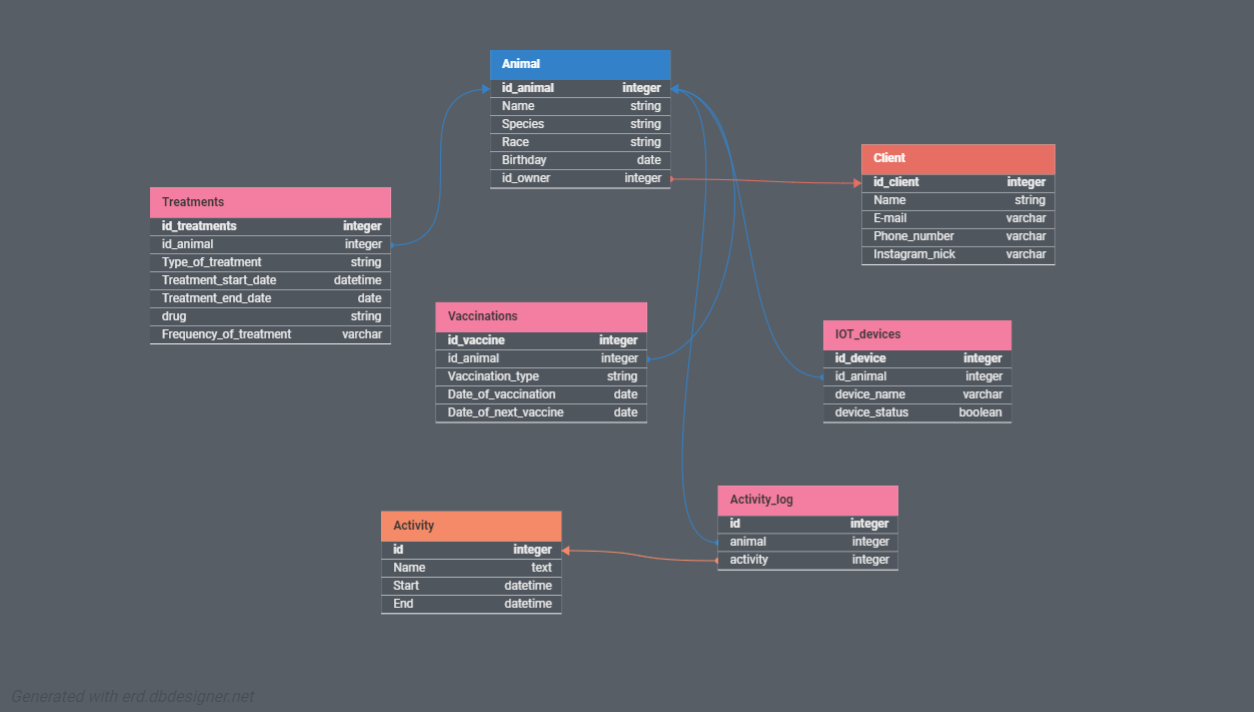 Animal
id_animal integer
Name string
Species string
Race string
Birthday date
id_owner integer
Client
id_client integer
Name string
E-mail varchar
Phone_number varchar
Instagram_nick varchar
Treatments
id_treatments integer
id_animal integer
Type_of_treatment string
Treatment_start_date datetime
Treatment_end_date date
drug string
Frequency_of_treatment varchar
Vaccinations
id_vaccine integer
id_animal integer
Vaccination_type string
Date_of_vaccination date
Date_of_next_vaccine date
IOT_devices
id_device integer
id_animal integer
device_name varchar
device_status boolean
Activity_log
id integer
animal integer
activity integer
Activity
id integer
Name text
Start datetime
End datetime
Generated with erd.dbdesigner.net